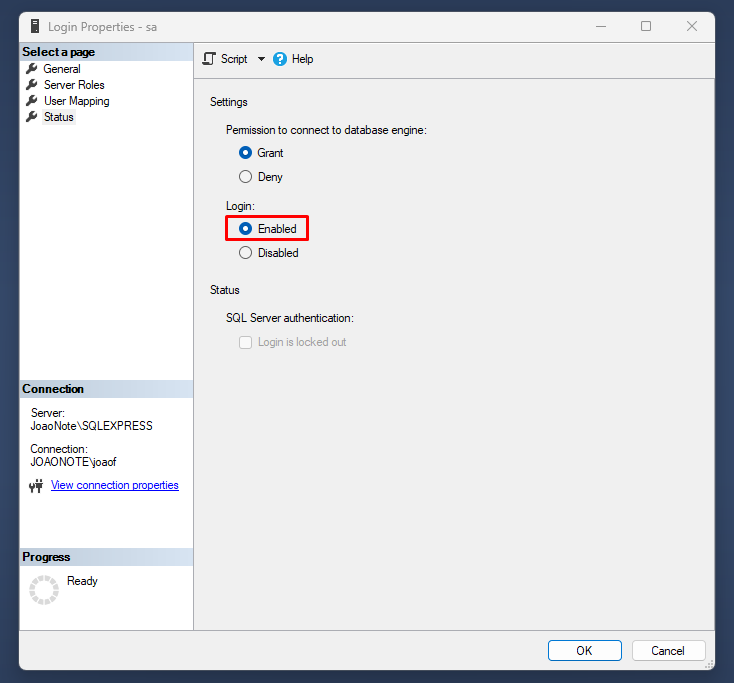 Login Properties - sa
Select a page
General
Server Roles
User Mapping
Status
Script
Help
Settings
Permission to connect to database engine:
Grant
Deny
Login:
Enabled
Disabled
Status
SQL Server authentication:
Login is locked out
Connection
Server:
JoaoNote\SQLEXPRESS
Connection:
JOAONOTE\joaof
View connection properties
Progress
Ready
OK
Cancel